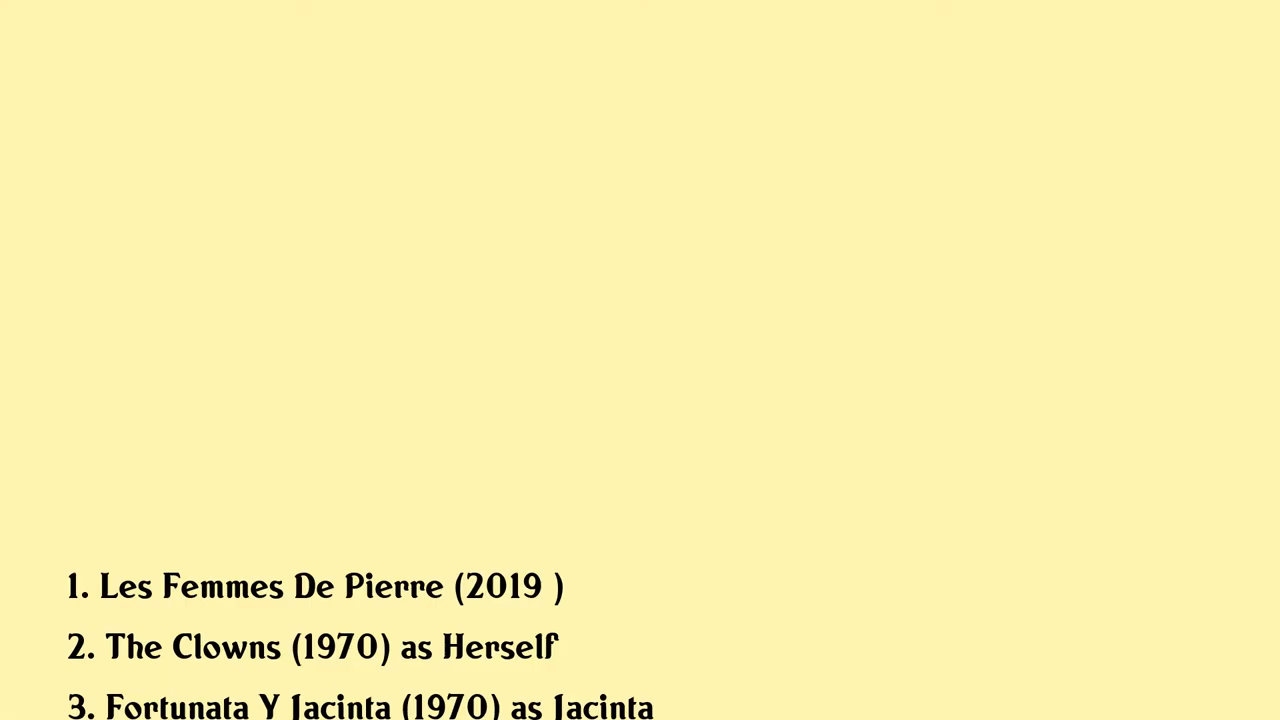 1. Les Femmes De Pierre (2019 )
2. The Clowns (1970) as Herself
3. Fortunata Y Jacinta (1970) as Jacinta